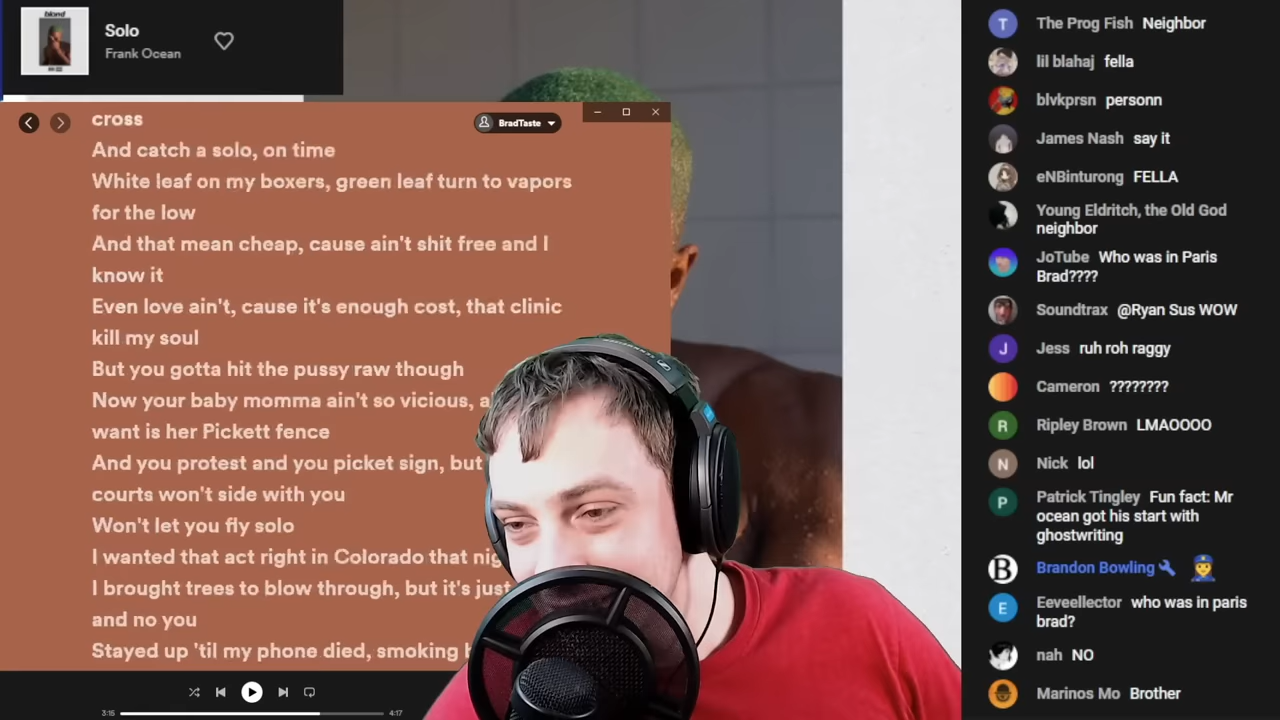 blond
Solo
Frank Ocean
BradTaste
cross
And catch a solo, on time
White leaf on my boxers, green leaf turn to vapors
for the low
And that mean cheap, cause ain't shit free and I
know it
Even love ain't, cause it's enough cost, that clinic
kill my soul
But you gotta hit the pussy raw though
Now your baby momma ain't so vicious, a
want is her Pickett fence
And you protest and you picket sign, but
courts won't side with you
Won't let you fly solo
I wanted that act right in Colorado that nig
I brought trees to blow through, but it's just
and no you
Stayed up 'til my phone died, smoking b
3:15
4:17
T The Prog Fish Neighbor
lil blahaj fella
blvkprsn personn
James Nash say it
eNBinturong FELLA
Young Eldritch, the Old God
neighbor
JoTube Who was in Paris
Brad????
Soundtrax @Ryan Sus WOW
J Jess ruh roh raggy
Cameron ????????
R Ripley Brown LMAOOOO
N Nick lol
P Patrick Tingley Fun fact: Mr
ocean got his start with
ghostwriting
B Brandon Bowling 👮
E Eeveellector who was in paris
brad?
nah NO
Marinos Mo Brother